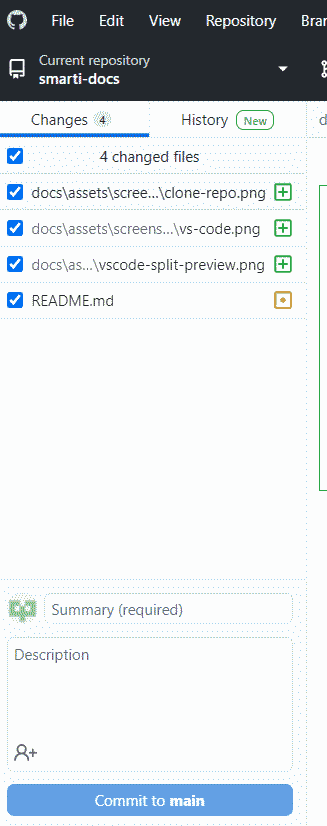 File Edit View Repository Bran
Current repository
smarti-docs
Changes 4 History New
4 changed files
docs\assets\scree...\clone-repo.png
docs\assets\screens...\vs-code.png
docs\as...\vscode-split-preview.png
README.md
Summary (required)
Description
Commit to main